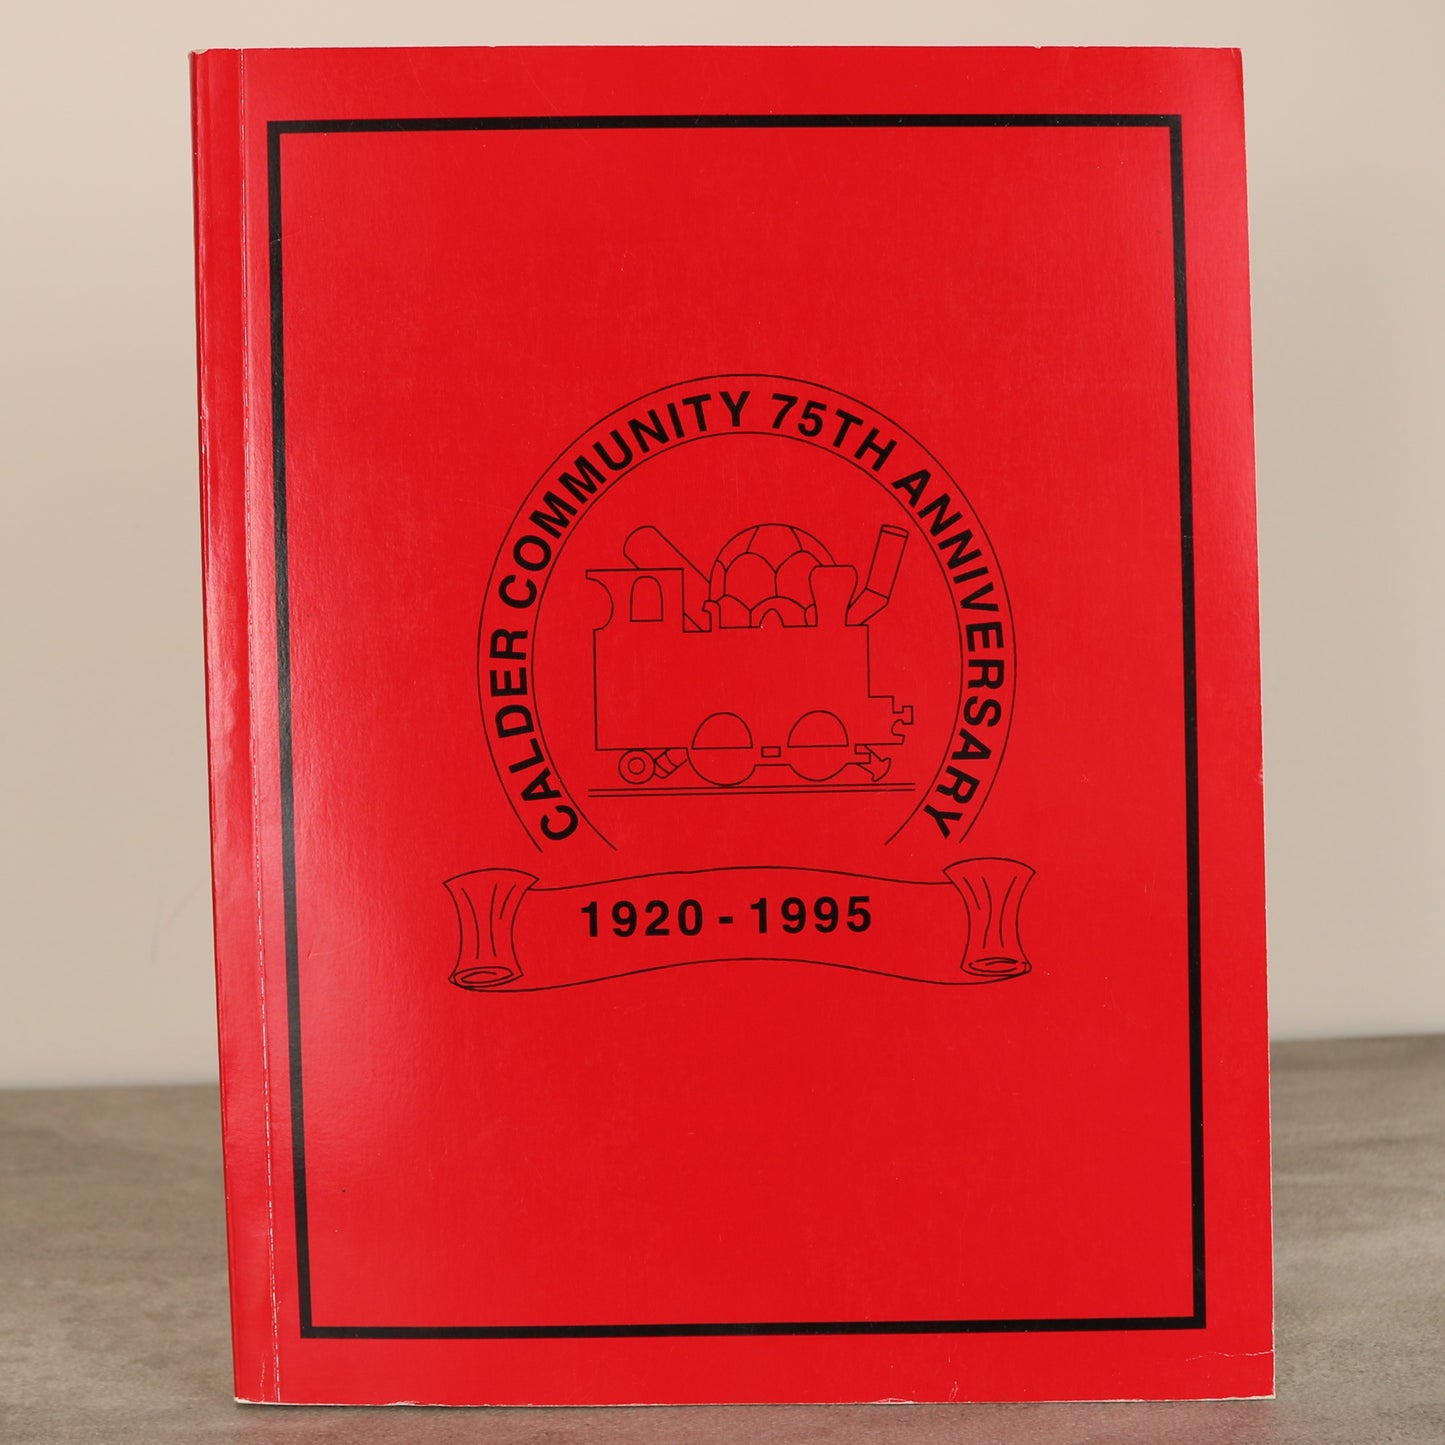 CALDER COMMUNITY 75TH ANNIVERSARY
1920 - 1995